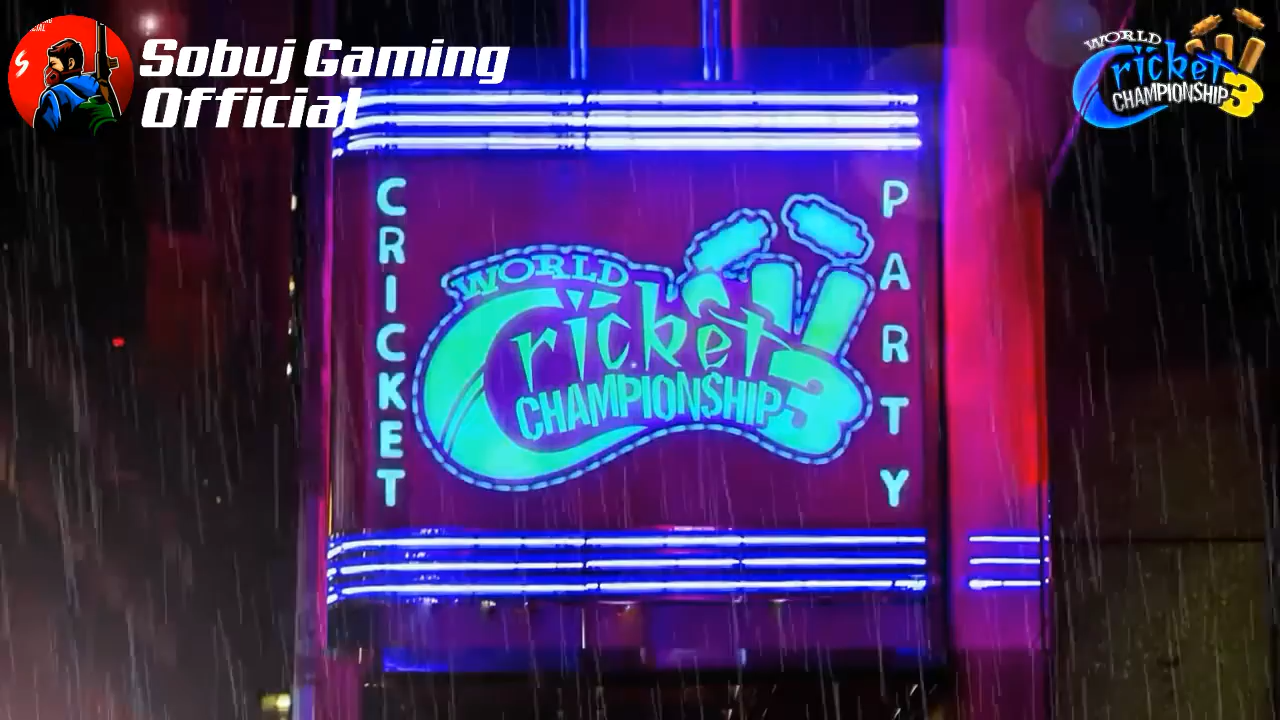 Sobuj Gaming
Official
WORLD
Cricket
CHAMPIONSHIP 3
CRICKET
WORLD
Cricket
CHAMPIONSHIP 3
PARTY
S